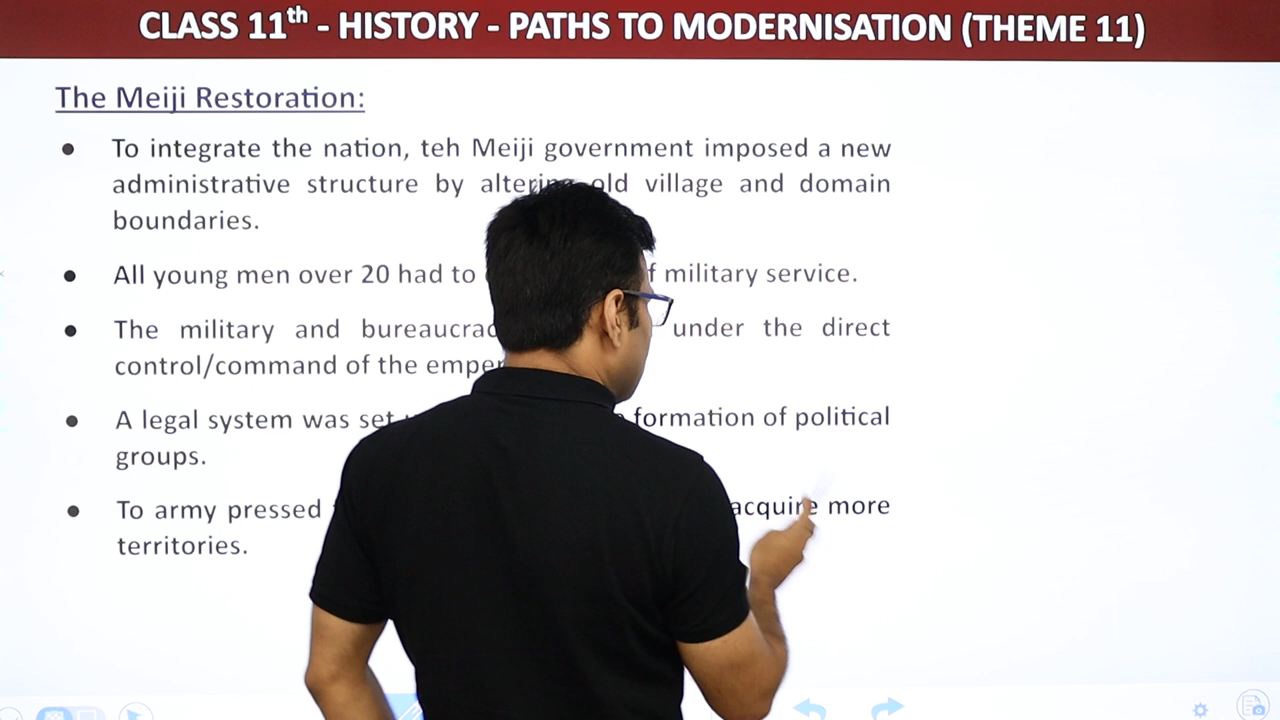 CLASS 11th - HISTORY - PATHS TO MODERNISATION (THEME 11)
The Meiji Restoration:
● To integrate the nation, teh Meiji government imposed a new
administrative structure by altering old village and domain
boundaries.
● All young men over 20 had to military service.
● The military and under the direct
control/command of the
● A legal system was set formation of political
groups.
● To army pressed acquire more
territories.